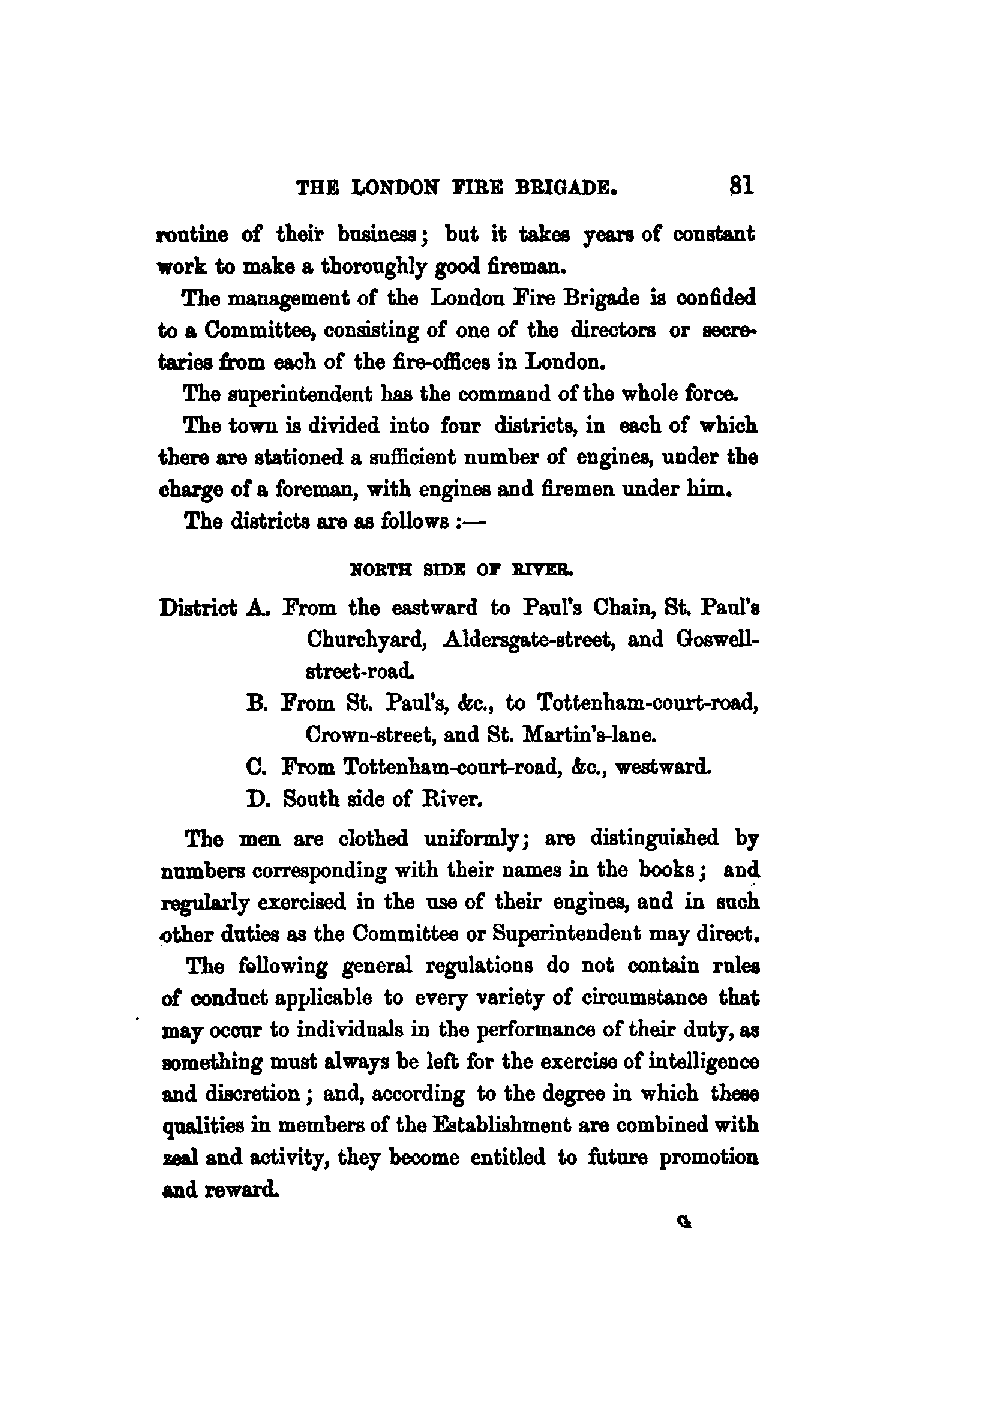 THE LONDON FIRE BRIGADE. 81
routine of their business; but it takes years of constant
work to make a thoroughly good fireman.
The management of the London Fire Brigade is confided
to a Committee, consisting of one of the directors or secre-
taries from each of the fire-offices in London.
The superintendent has the command of the whole force.
The town is divided into four districts, in each of which
there are stationed a sufficient number of engines, under the
charge of a foreman, with engines and firemen under him.
The districts are as follows :—
NORTH SIDE OF RIVER.
District A. From the eastward to Paul's Chain, St. Paul's
Churchyard, Aldersgate-street, and Goswell-
street-road.
B. From St. Paul's, &c., to Tottenham-court-road,
Crown-street, and St. Martin's-lane.
C. From Tottenham-court-road, &c., westward.
D. South side of River.
The men are clothed uniformly; are distinguished by
numbers corresponding with their names in the books; and
regularly exercised in the use of their engines, and in such
other duties as the Committee or Superintendent may direct.
The following general regulations do not contain rules
of conduct applicable to every variety of circumstance that
may occur to individuals in the performance of their duty, as
something must always be left for the exercise of intelligence
and discretion; and, according to the degree in which these
qualities in members of the Establishment are combined with
zeal and activity, they become entitled to future promotion
and reward.
G